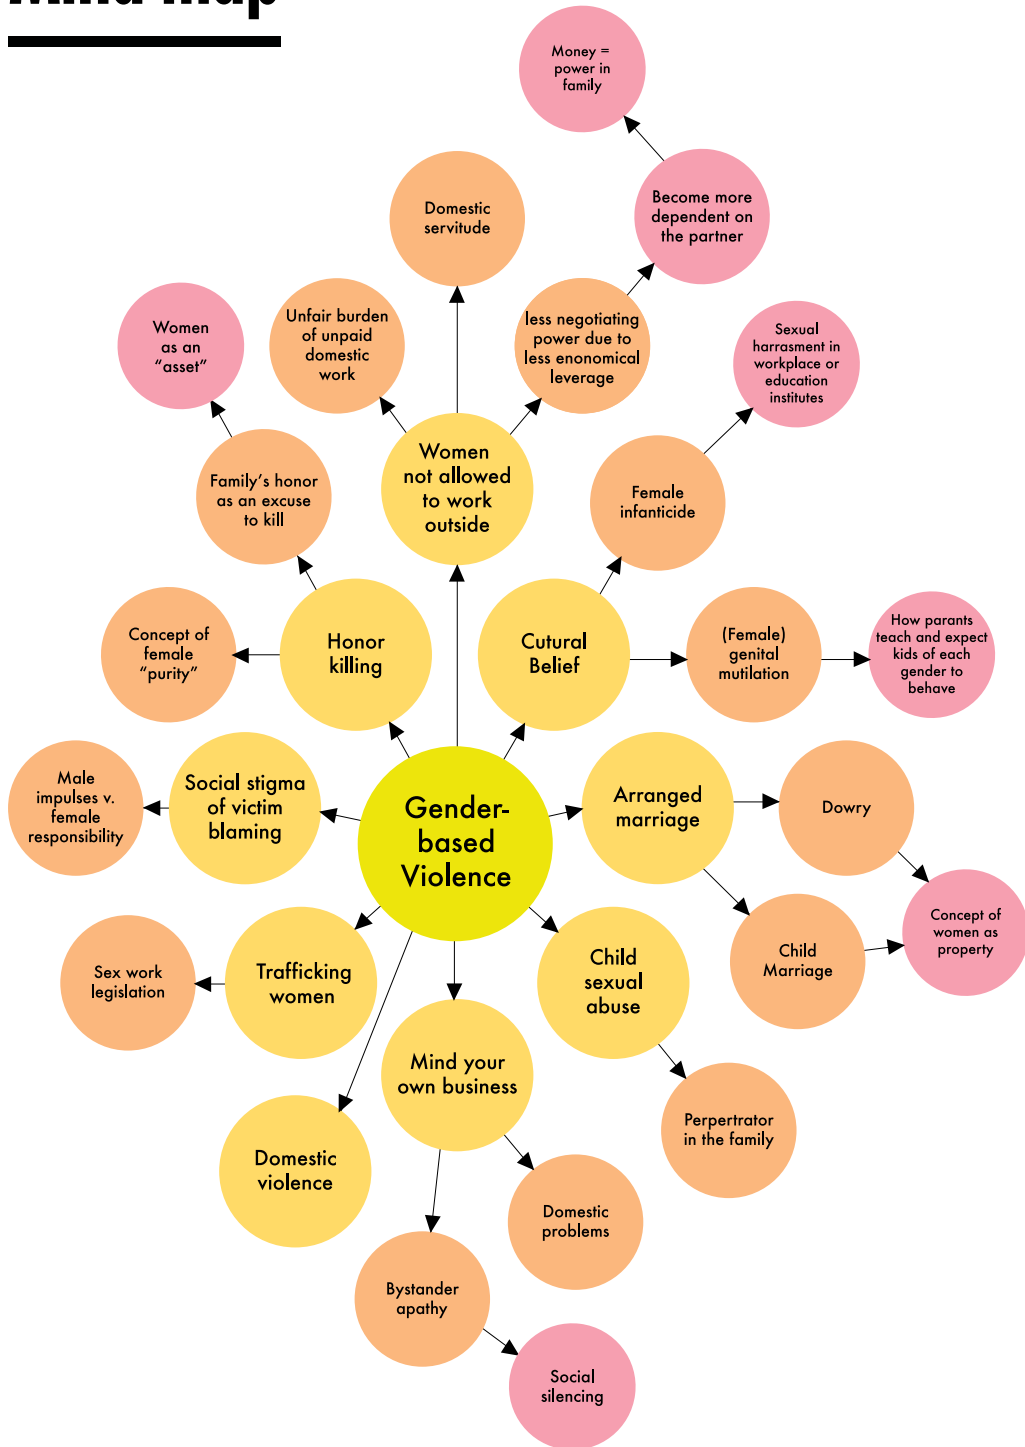 Mind map
Money =
power in
family
Become more
dependent on
the partner
Domestic
servitude
less negotiating
power due to
less enonomical
leverage
Unfair burden
of unpaid
domestic
work
Women
as an
“asset”
Sexual
harrasment in
workplace or
education
institutes
Women
not allowed
to work
outside
Family’s honor
as an excuse
to kill
Female
infanticide
Concept of
female
“purity”
Honor
killing
Cutural
Belief
(Female)
genital
mutilation
How parants
teach and expect
kids of each
gender to
behave
Male
impulses v.
female
responsibility
Social stigma
of victim
blaming
Gender-
based
Violence
Arranged
marriage
Dowry
Concept of
women as
property
Child
Marriage
Sex work
legislation
Trafficking
women
Child
sexual
abuse
Mind your
own business
Perpertrator
in the family
Domestic
violence
Domestic
problems
Bystander
apathy
Social
silencing